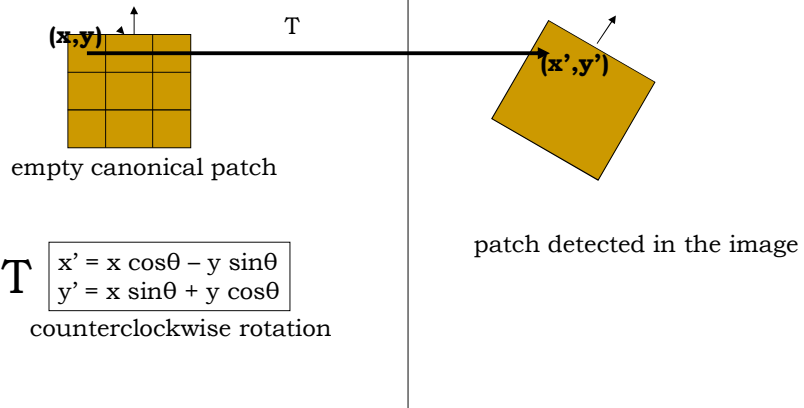 T
(x,y)
(x’,y’)
empty canonical patch
patch detected in the image
T
x’ = x cosθ – y sinθ
y’ = x sinθ + y cosθ
counterclockwise rotation